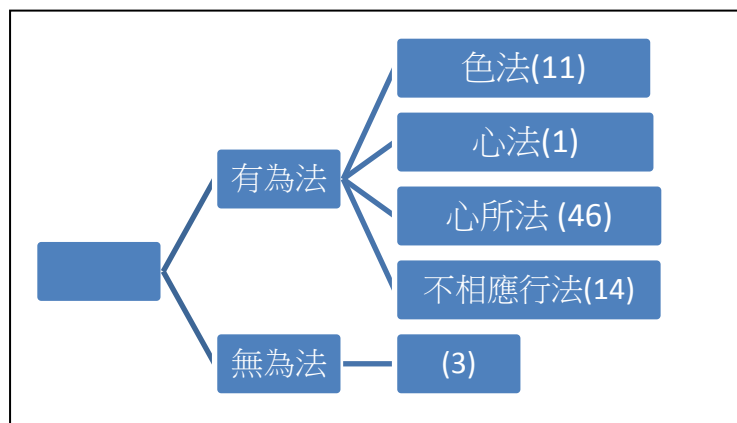 色法(11)
心法(1)
有為法
心所法 (46)
不相應行法(14)
無為法
(3)